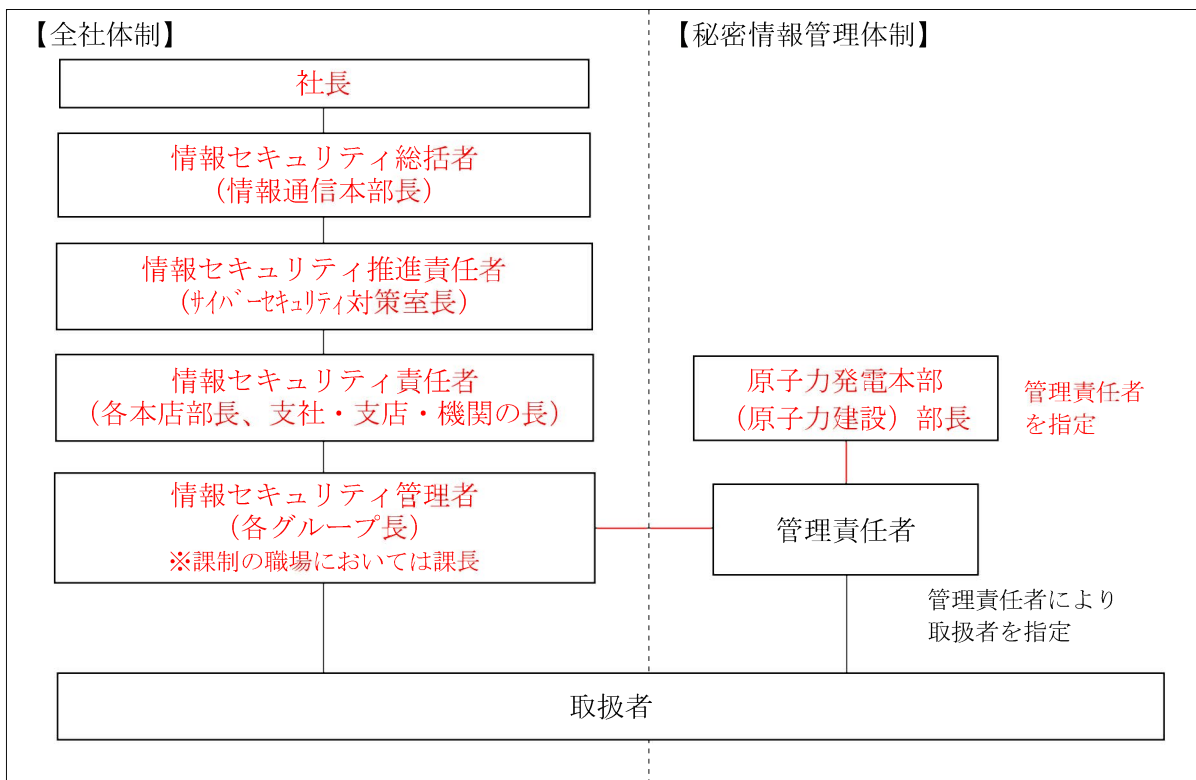 【全社体制】
社長
情報セキュリティ総括者
（情報通信本部長）
情報セキュリティ推進責任者
（ｻｲﾊﾞｰｾｷｭﾘﾃｨ対策室長）
情報セキュリティ責任者
（各本店部長、支社・支店・機関の長）
情報セキュリティ管理者
（各グループ長）
※課制の職場においては課長
【秘密情報管理体制】
原子力発電本部
（原子力建設）部長
管理責任者
を指定
管理責任者
管理責任者により
取扱者を指定
取扱者